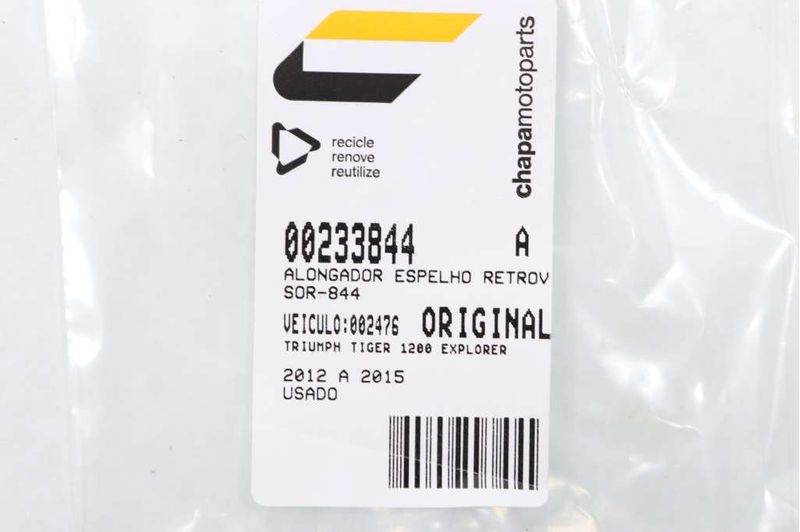 chapamotoparts
recicle
renove
reutilize
00233844 A
ALONGADOR ESPELHO RETROV
SOR-844
VEICULO:002476 ORIGINAL
TRIUMPH TIGER 1200 EXPLORER
2012 A 2015
USADO